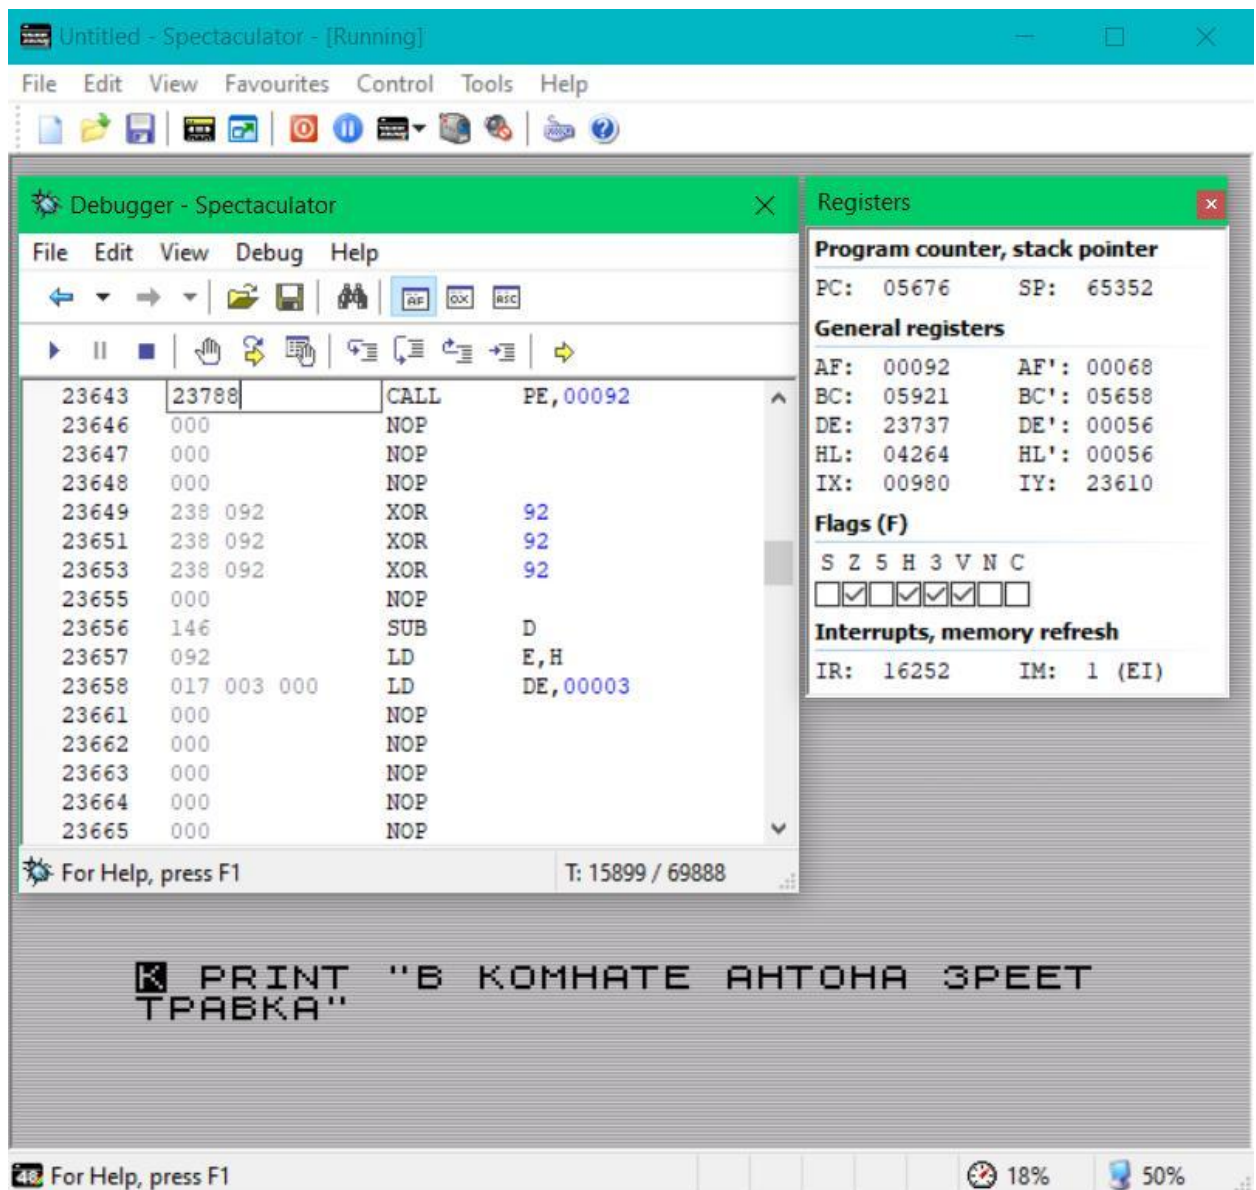 Untitled - Spectaculator - [Running]
File Edit View Favourites Control Tools Help
Debugger - Spectaculator
File Edit View Debug Help
AF 0X ASC
23643 23788 CALL PE,00092
23646 000 NOP
23647 000 NOP
23648 000 NOP
23649 238 092 XOR 92
23651 238 092 XOR 92
23653 238 092 XOR 92
23655 000 NOP
23656 146 SUB D
23657 092 LD E,H
23658 017 003 000 LD DE,00003
23661 000 NOP
23662 000 NOP
23663 000 NOP
23664 000 NOP
23665 000 NOP
For Help, press F1 T: 15899 / 69888
Registers
Program counter, stack pointer
PC: 05676 SP: 65352
General registers
AF: 00092 AF': 00068
BC: 05921 BC': 05658
DE: 23737 DE': 00056
HL: 04264 HL': 00056
IX: 00980 IY: 23610
Flags (F)
S Z 5 H 3 V N C
Interrupts, memory refresh
IR: 16252 IM: 1 (EI)
K PRINT "В КОМНАТЕ АНТОНА ЗРЕЕТ
ТРАВКА"
48 For Help, press F1 18% 50%